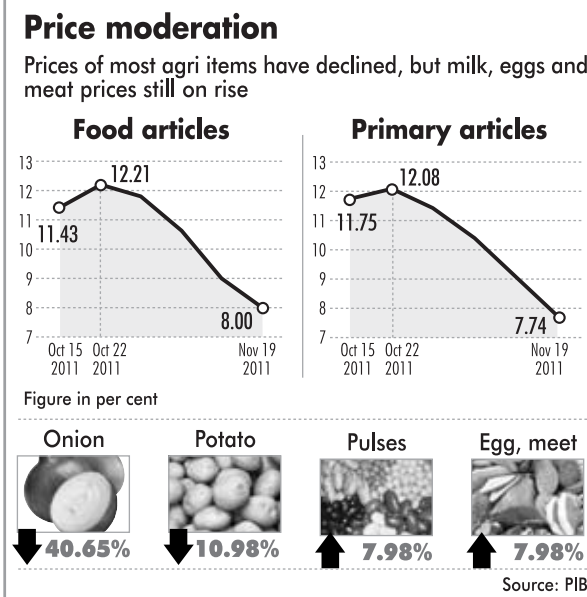 Price moderation
Prices of most agri items have declined, but milk, eggs and
meat prices still on rise
Food articles
13
12
11
10
9
8
7
12.21
11.43
8.00
Oct 15
2011
Oct 22
2011
Nov 19
2011
Primary articles
13
12
11
10
9
8
7
12.08
11.75
7.74
Oct 15
2011
Oct 22
2011
Nov 19
2011
Figure in per cent
Onion
40.65%
Potato
10.98%
Pulses
7.98%
Egg, meet
7.98%
Source: PIB